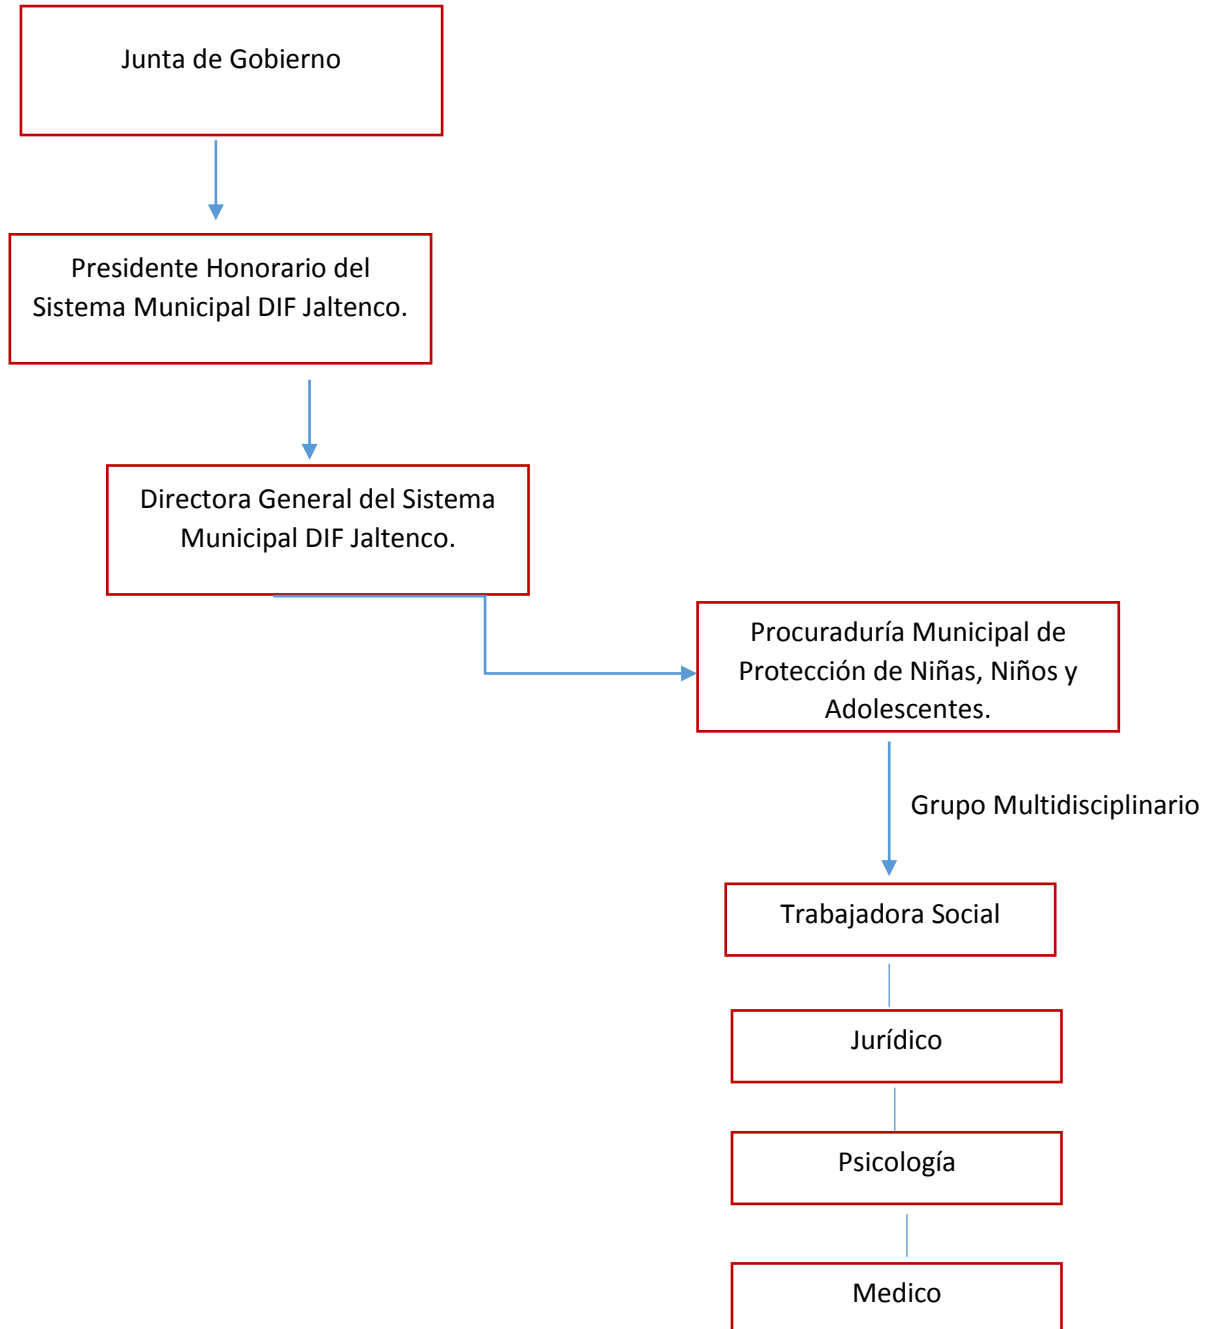 Junta de Gobierno
Presidente Honorario del
Sistema Municipal DIF Jaltenco.
Directora General del Sistema
Municipal DIF Jaltenco.
Procuraduría Municipal de
Protección de Niñas, Niños y
Adolescentes.
Grupo Multidisciplinario
Trabajadora Social
Jurídico
Psicología
Medico